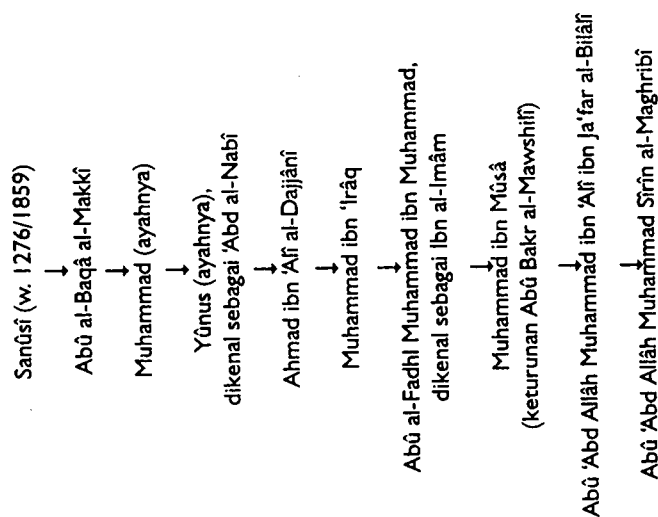 Sanûsî (w. 1276/1859)
Abû al-Baqâ al-Makkî
Muhammad (ayahnya)
Yûnus (ayahnya),
dikenal sebagai ‘Abd al-Nabî
Ahmad ibn ‘Alî al-Dajjânî
Muhammad ibn ‘Irâq
Abû al-Fadhl Muhammad ibn Muhammad,
dikenal sebagai Ibn al-Imâm
Muhammad ibn Mûsâ
(keturunan Abû Bakr al-Mawshilî)
Abû ‘Abd Allâh Muhammad ibn ‘Alî ibn Ja‘far al-Bilâlî
Abû ‘Abd Allâh Muhammad Sîrîn al-Maghribî